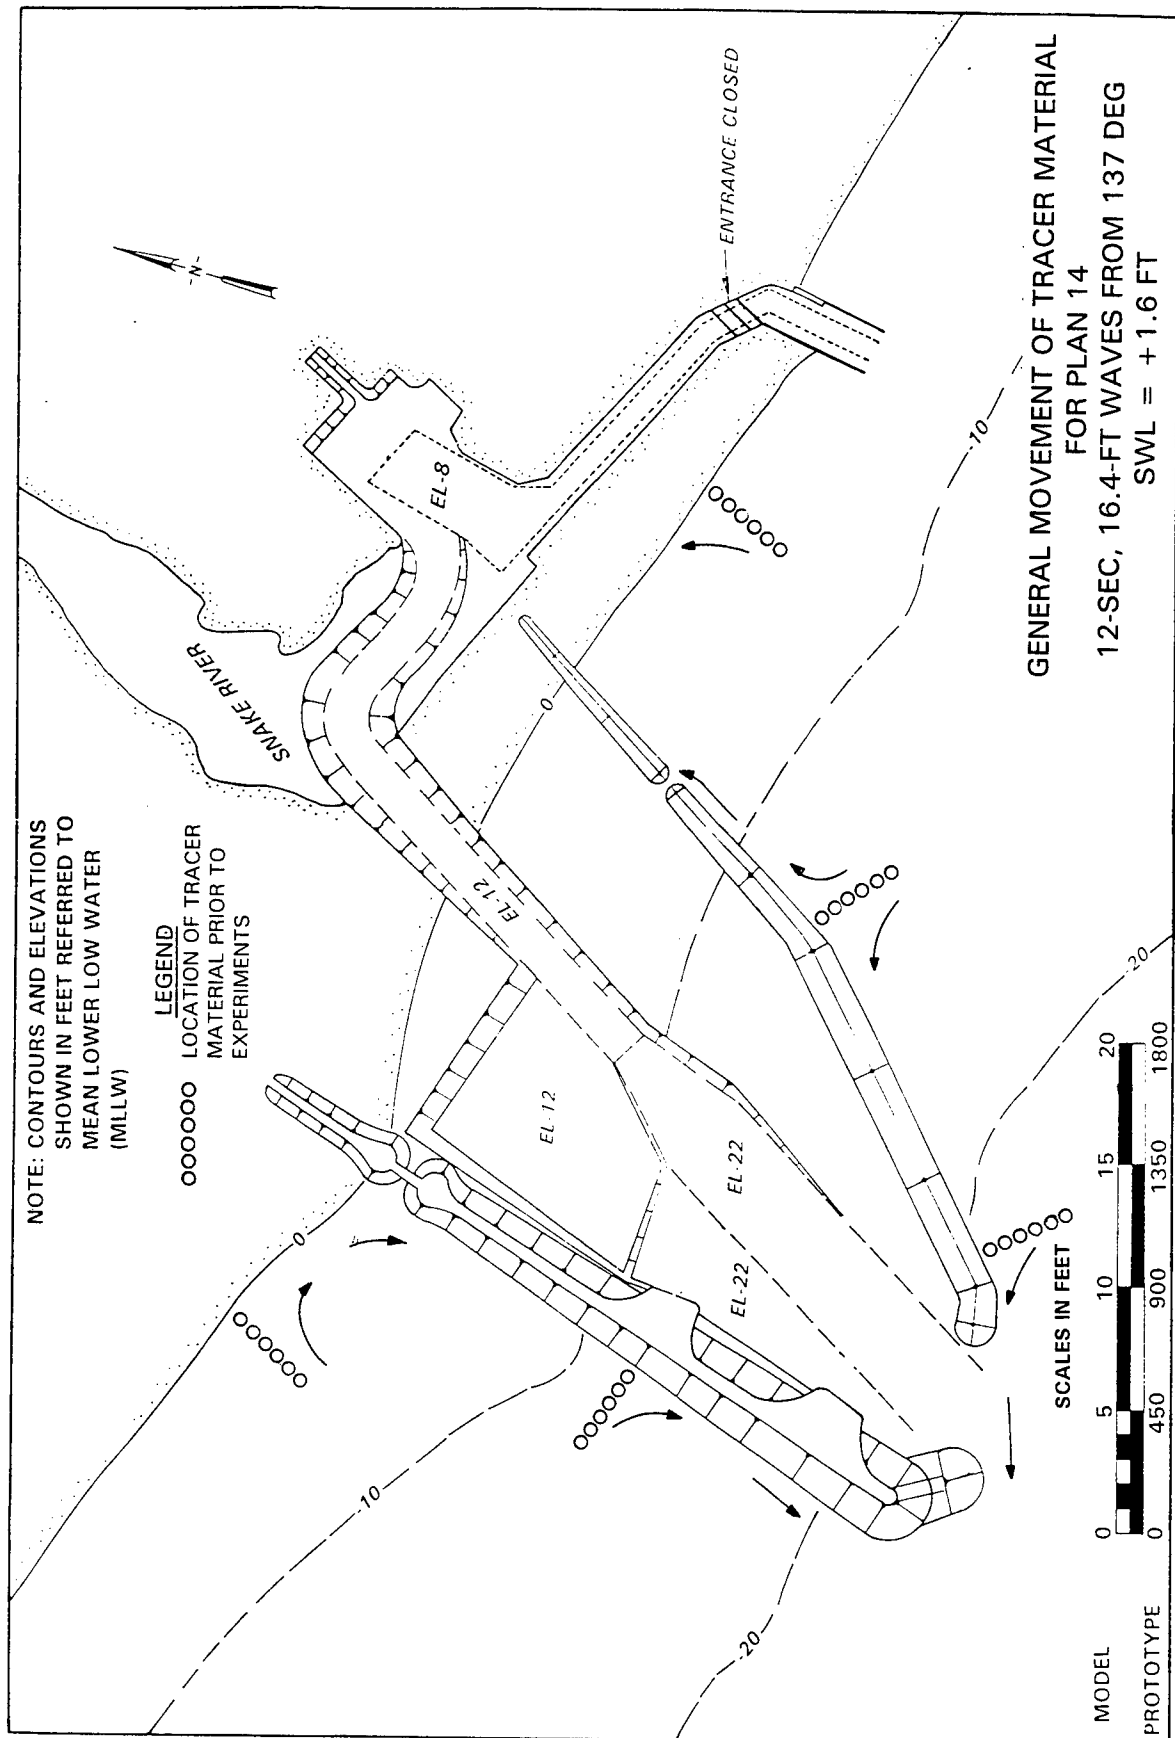 NOTE: CONTOURS AND ELEVATIONS
SHOWN IN FEET REFERRED TO
MEAN LOWER LOW WATER
(MLLW)
LEGEND
LOCATION OF TRACER
MATERIAL PRIOR TO
EXPERIMENTS
SNAKE RIVER
-N-
EL-8
ENTRANCE CLOSED
EL-12
EL-12
EL-22
EL-22
0
0
-10
-10
-20
-20
SCALES IN FEET
MODEL 0 5 10 15 20
PROTOTYPE 0 450 900 1350 1800
GENERAL MOVEMENT OF TRACER MATERIAL
FOR PLAN 14
12-SEC, 16.4-FT WAVES FROM 137 DEG
SWL = +1.6 FT